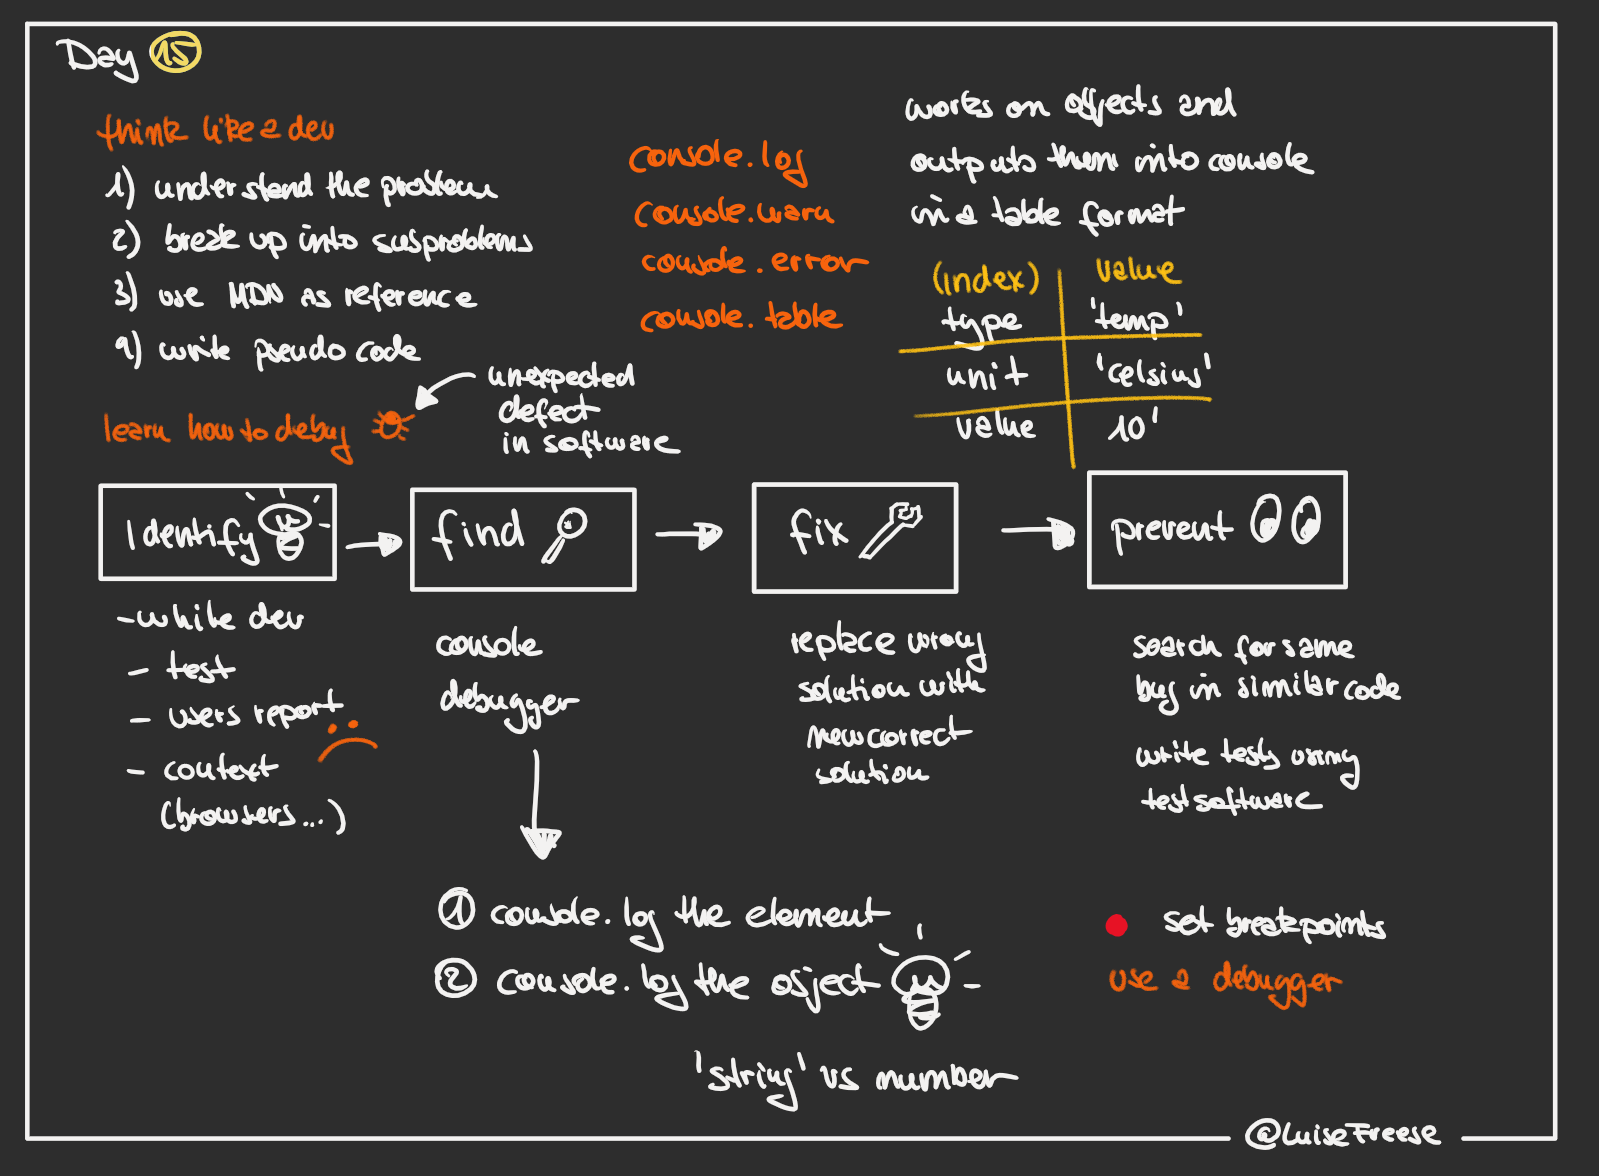 Day 15
think like a dev
1) understand the problem
2) break up into subproblems
3) use MDN as reference
4) write pseudo code
learn how to debug
unexpected
defect
in software
console.log
console.warn
console.error
console.table
works on objects and
outputs them into console
in a table format
(index) value
type 'temp'
unit 'celsius'
value 10'
Identify
find
fix
prevent
- while dev
- test
- users report
- context
(browsers...)
console
debugger
replace wrong
solution with
new correct
solution
search for same
bug in similar code
write tests using
test software
1 console.log the element
2 console.log the object
'string' vs number
set breakpoints
use a debugger
@LuiseFreese